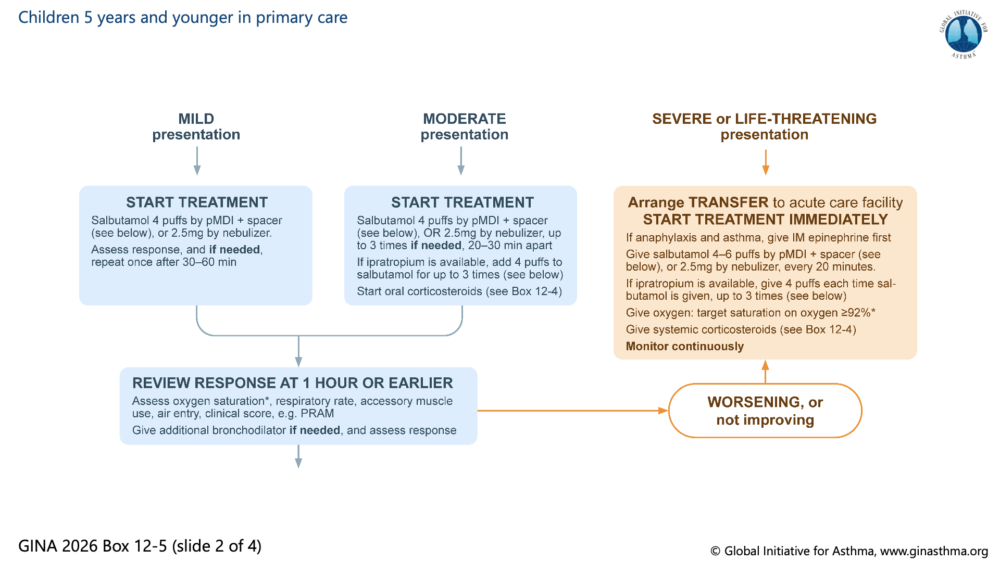 Children 5 years and younger in primary care
GLOBAL INITIATIVE FOR
ASTHMA
MILD
presentation
START TREATMENT
Salbutamol 4 puffs by pMDI + spacer
(see below), or 2.5mg by nebulizer.
Assess response, and if needed,
repeat once after 30–60 min
MODERATE
presentation
START TREATMENT
Salbutamol 4 puffs by pMDI + spacer
(see below), OR 2.5mg by nebulizer, up
to 3 times if needed, 20–30 min apart
If ipratropium is available, add 4 puffs to
salbutamol for up to 3 times (see below)
Start oral corticosteroids (see Box 12-4)
SEVERE or LIFE-THREATENING
presentation
Arrange TRANSFER to acute care facility
START TREATMENT IMMEDIATELY
If anaphylaxis and asthma, give IM epinephrine first
Give salbutamol 4–6 puffs by pMDI + spacer (see
below), or 2.5mg by nebulizer, every 20 minutes.
If ipratropium is available, give 4 puffs each time sal-
butamol is given, up to 3 times (see below)
Give oxygen: target saturation on oxygen ≥92%*
Give systemic corticosteroids (see Box 12-4)
Monitor continuously
REVIEW RESPONSE AT 1 HOUR OR EARLIER
Assess oxygen saturation*, respiratory rate, accessory muscle
use, air entry, clinical score, e.g. PRAM
Give additional bronchodilator if needed, and assess response
WORSENING, or
not improving
GINA 2026 Box 12-5 (slide 2 of 4)
© Global Initiative for Asthma, www.ginasthma.org